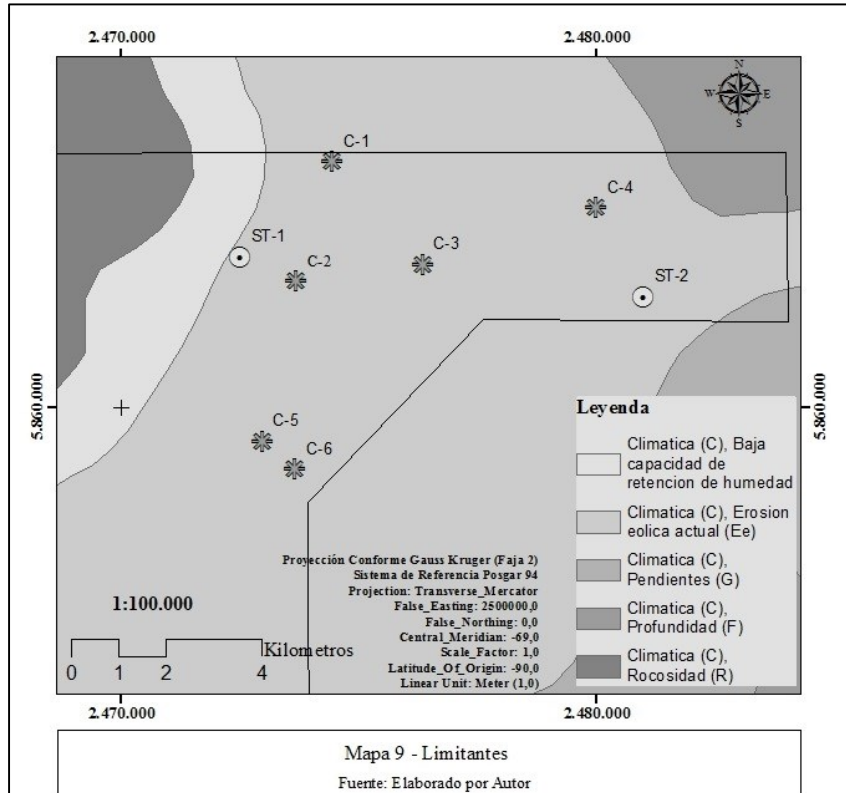 2.470.000
2.480.000
N
W
E
S
C-1
C-4
ST-1
C-2
C-3
ST-2
5.860.000
5.860.000
C-5
C-6
Leyenda
Climatica (C), Baja
capacidad de
retencion de humedad
Climatica (C), Erosion
eolica actual (Ee)
Climatica (C),
Pendientes (G)
Climatica (C),
Profundidad (F)
Climatica (C),
Rocosidad (R)
Proyección Conforme Gauss Kruger (Faja 2)
Sistema de Referencia Posgar 94
Projection: Transverse_Mercator
False_Easting: 2500000,0
False_Northing: 0,0
Central_Meridian: -69,0
Scale_Factor: 1,0
Latitude_Of_Origin: -90,0
Linear Unit: Meter (1,0)
1:100.000
Kilometros
0 1 2 4
2.470.000
2.480.000
Mapa 9 - Limitantes
Fuente: Elaborado por Autor